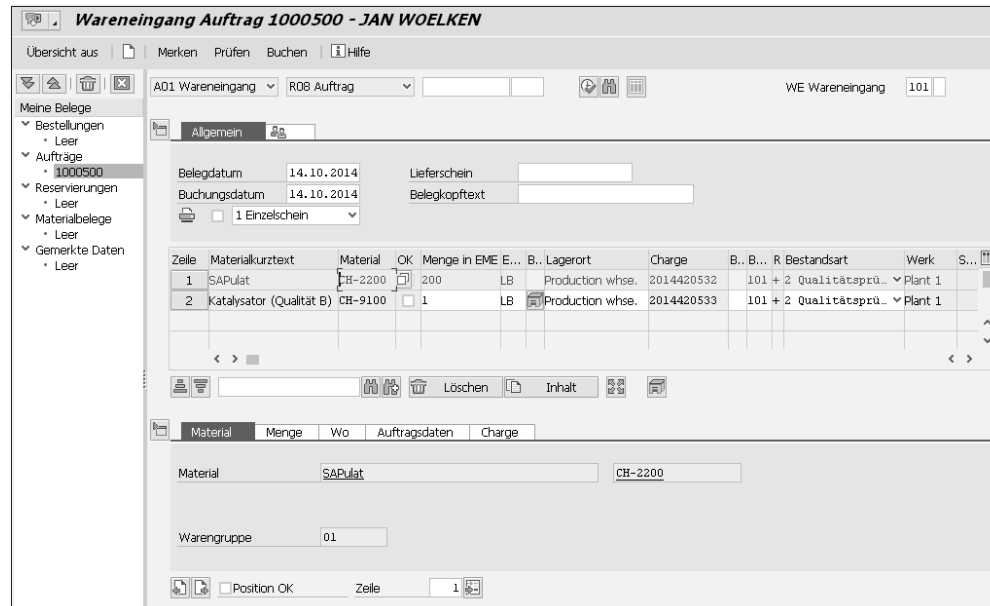 Wareneingang Auftrag 1000500 - JAN WOELKEN
Übersicht aus Merken Prüfen Buchen Hilfe
A01 Wareneingang R08 Auftrag WE Wareneingang 101
Meine Belege
Bestellungen
Leer
Aufträge
1000500
Reservierungen
Leer
Materialbelege
Leer
Gemerkte Daten
Leer
Allgemein
Belegdatum 14.10.2014 Lieferschein
Buchungsdatum 14.10.2014 Belegkopftext
1 Einzelschein
Zeile Materialkurztext Material OK Menge in EME E... B.. Lagerort Charge B.. B... R Bestandsart Werk S...
1 SAPulat CH-2200 200 LB Production whse. 2014420532 101 + 2 Qualitätsprü… Plant 1
2 Katalysator (Qualität B) CH-9100 1 LB Production whse. 2014420533 101 + 2 Qualitätsprü… Plant 1
Löschen Inhalt
Material Menge Wo Auftragsdaten Charge
Material SAPulat CH-2200
Warengruppe 01
Position OK Zeile 1